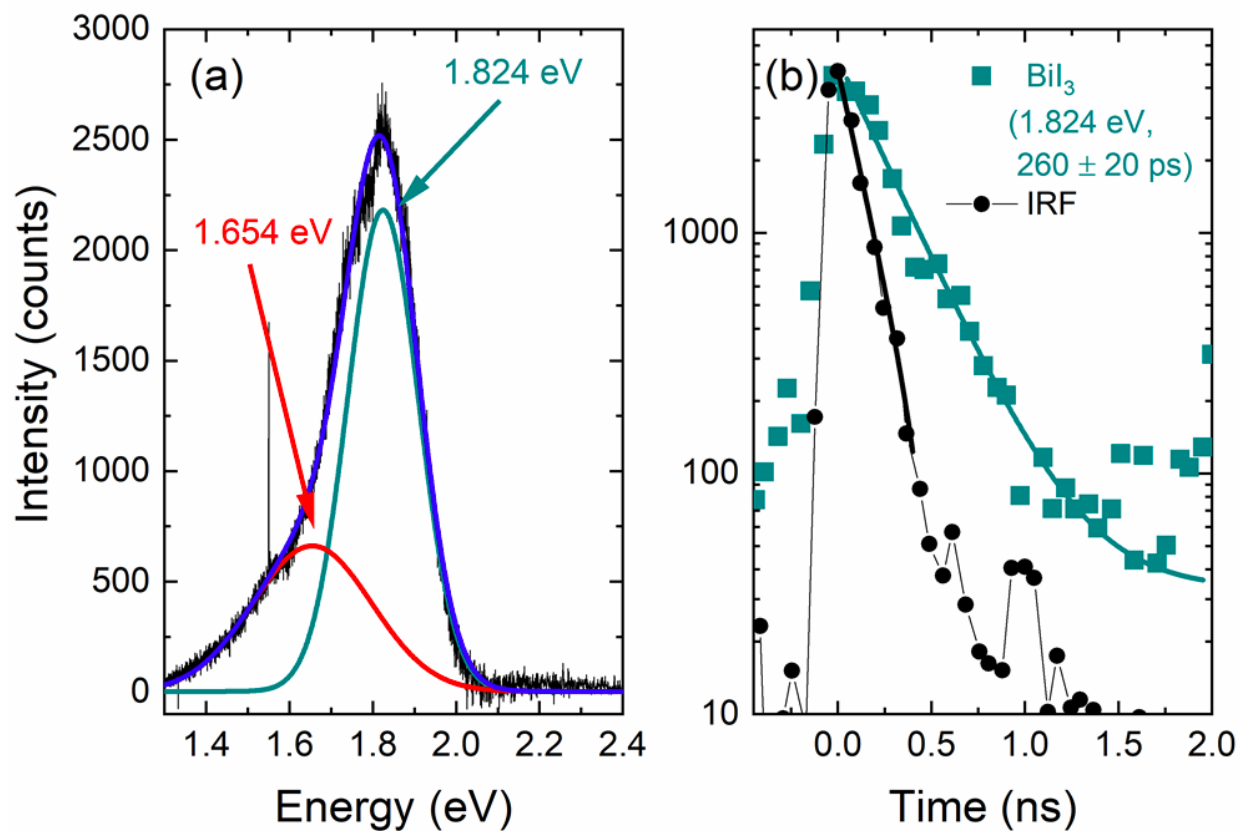 (a)
1.824 eV
1.654 eV
3000
2500
2000
1500
1000
500
0
Intensity (counts)
1.4 1.6 1.8 2.0 2.2 2.4
Energy (eV)
(b)
BiI₃
(1.824 eV,
260 ± 20 ps)
IRF
1000
100
10
0.0 0.5 1.0 1.5 2.0
Time (ns)